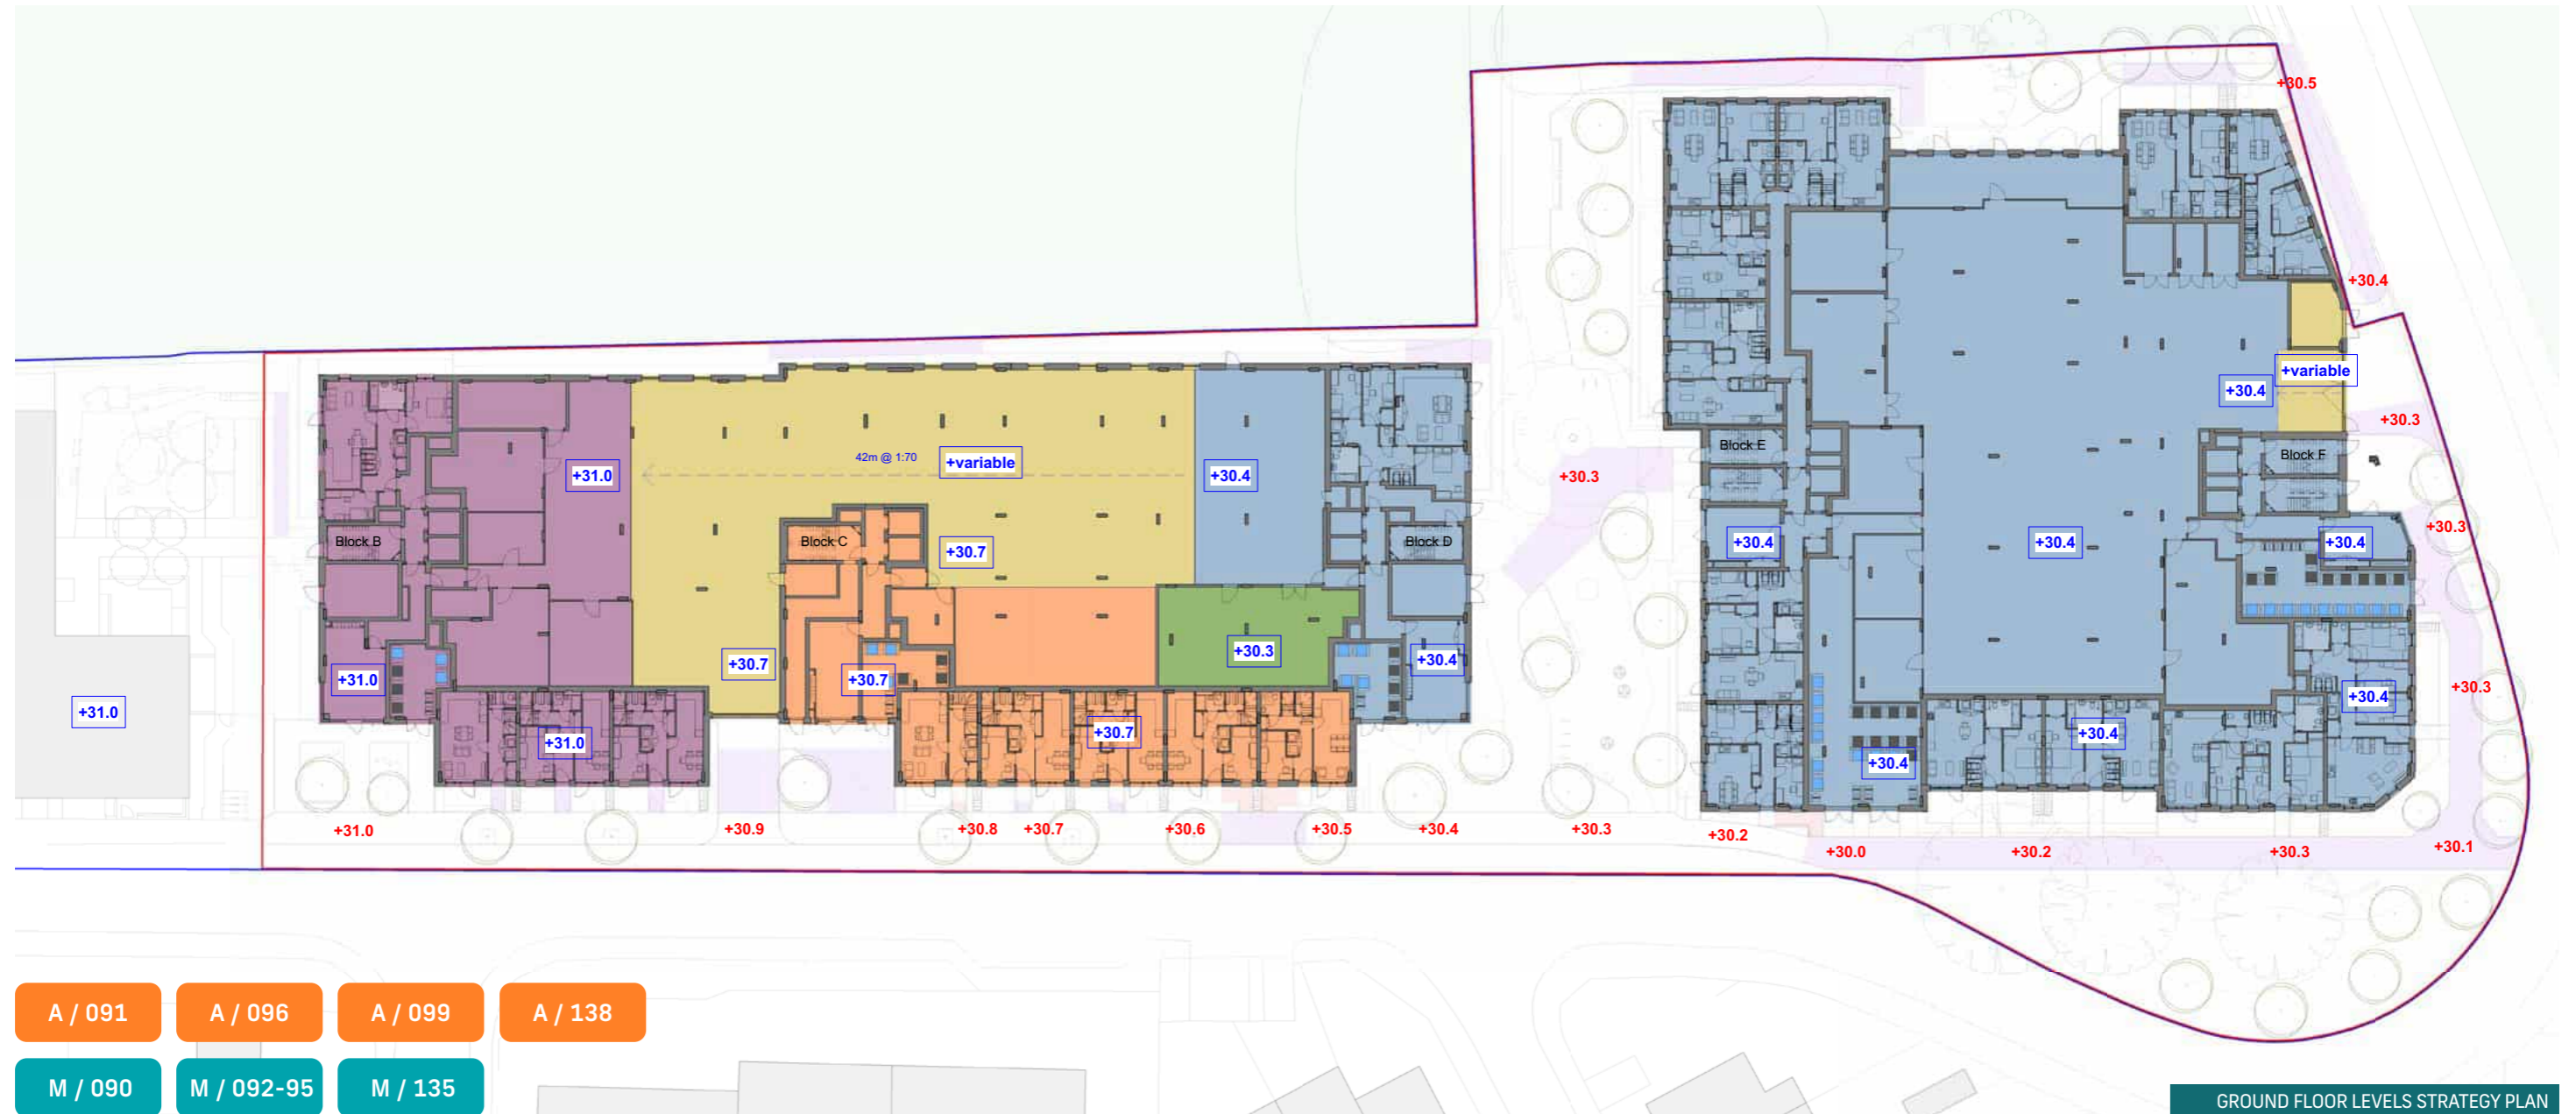 +30.5
+30.4
+variable
+30.4
+30.3
Block E
Block F
42m @ 1:70
+variable
+31.0
+30.4
+30.3
+30.3
Block B
Block C
Block D
+30.7
+30.4
+30.4
+30.4
+30.3
+30.7
+31.0
+30.7
+30.4
+30.3
+30.4
+31.0
+31.0
+30.7
+30.4
+30.4
+31.0
+30.9
+30.8
+30.7
+30.6
+30.5
+30.4
+30.3
+30.2
+30.0
+30.2
+30.3
+30.1
A / 091
A / 096
A / 099
A / 138
M / 090
M / 092-95
M / 135
GROUND FLOOR LEVELS STRATEGY PLAN